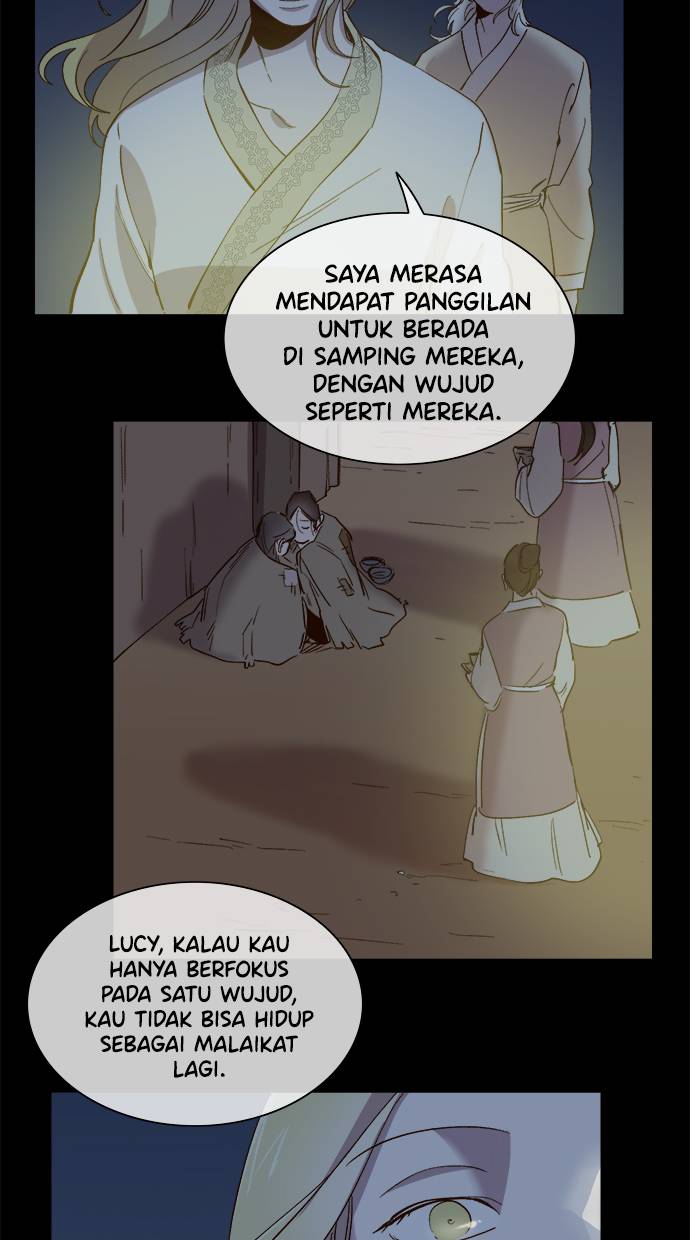 SAYA MERASA
MENDAPAT PANGGILAN
UNTUK BERADA
DI SAMPING MEREKA,
DENGAN WUJUD
SEPERTI MEREKA.
LUCY, KALAU KAU
HANYA BERFOKUS
PADA SATU WUJUD,
KAU TIDAK BISA HIDUP
SEBAGAI MALAIKAT
LAGI.